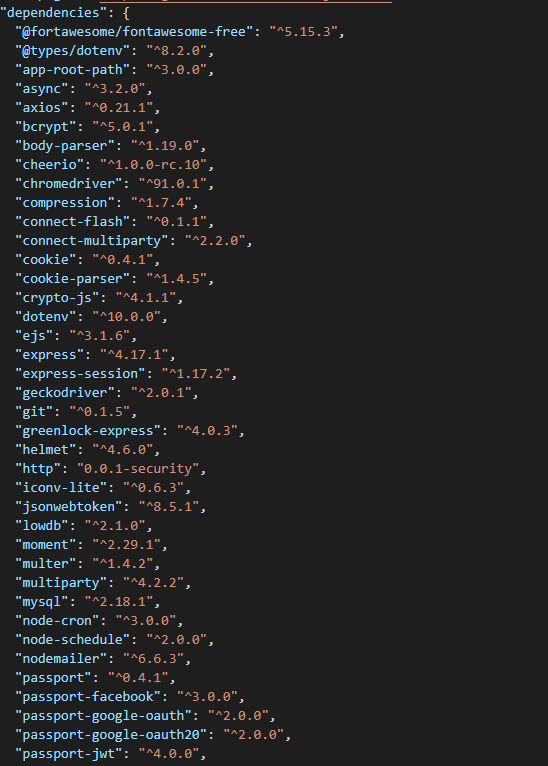 "dependencies": {
"@fortawesome/fontawesome-free": "^5.15.3",
"@types/dotenv": "^8.2.0",
"app-root-path": "^3.0.0",
"async": "^3.2.0",
"axios": "^0.21.1",
"bcrypt": "^5.0.1",
"body-parser": "^1.19.0",
"cheerio": "^1.0.0-rc.10",
"chromedriver": "^91.0.1",
"compression": "^1.7.4",
"connect-flash": "^0.1.1",
"connect-multiparty": "^2.2.0",
"cookie": "^0.4.1",
"cookie-parser": "^1.4.5",
"crypto-js": "^4.1.1",
"dotenv": "^10.0.0",
"ejs": "^3.1.6",
"express": "^4.17.1",
"express-session": "^1.17.2",
"geckodriver": "^2.0.1",
"git": "^0.1.5",
"greenlock-express": "^4.0.3",
"helmet": "^4.6.0",
"http": "0.0.1-security",
"iconv-lite": "^0.6.3",
"jsonwebtoken": "^8.5.1",
"lowdb": "^2.1.0",
"moment": "^2.29.1",
"multer": "^1.4.2",
"multiparty": "^4.2.2",
"mysql": "^2.18.1",
"node-cron": "^3.0.0",
"node-schedule": "^2.0.0",
"nodemailer": "^6.6.3",
"passport": "^0.4.1",
"passport-facebook": "^3.0.0",
"passport-google-oauth": "^2.0.0",
"passport-google-oauth20": "^2.0.0",
"passport-jwt": "^4.0.0",